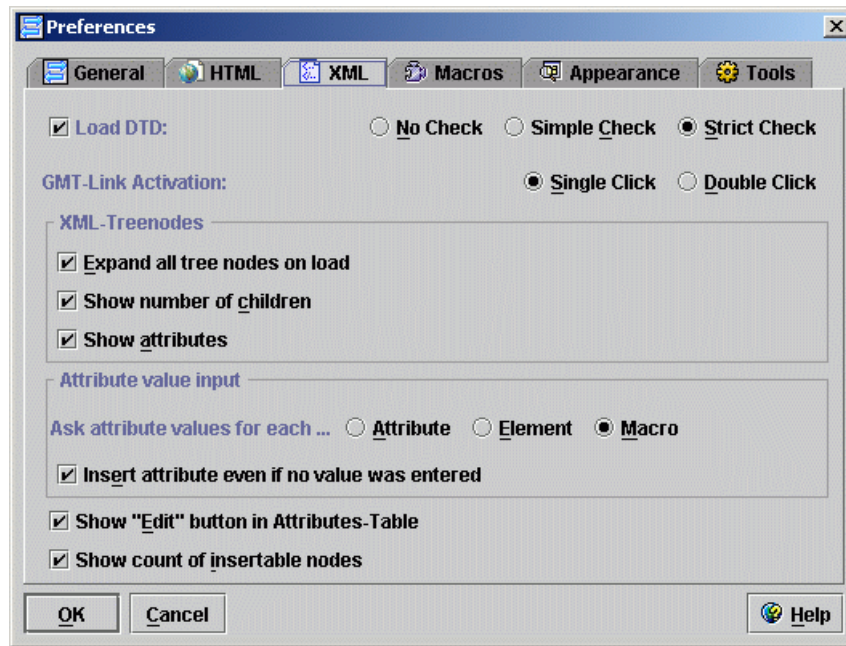 Preferences
General HTML XML Macros Appearance Tools
Load DTD: No Check Simple Check Strict Check
GMT-Link Activation: Single Click Double Click
XML-Treenodes
Expand all tree nodes on load
Show number of children
Show attributes
Attribute value input
Ask attribute values for each ... Attribute Element Macro
Insert attribute even if no value was entered
Show "Edit" button in Attributes-Table
Show count of insertable nodes
OK Cancel Help